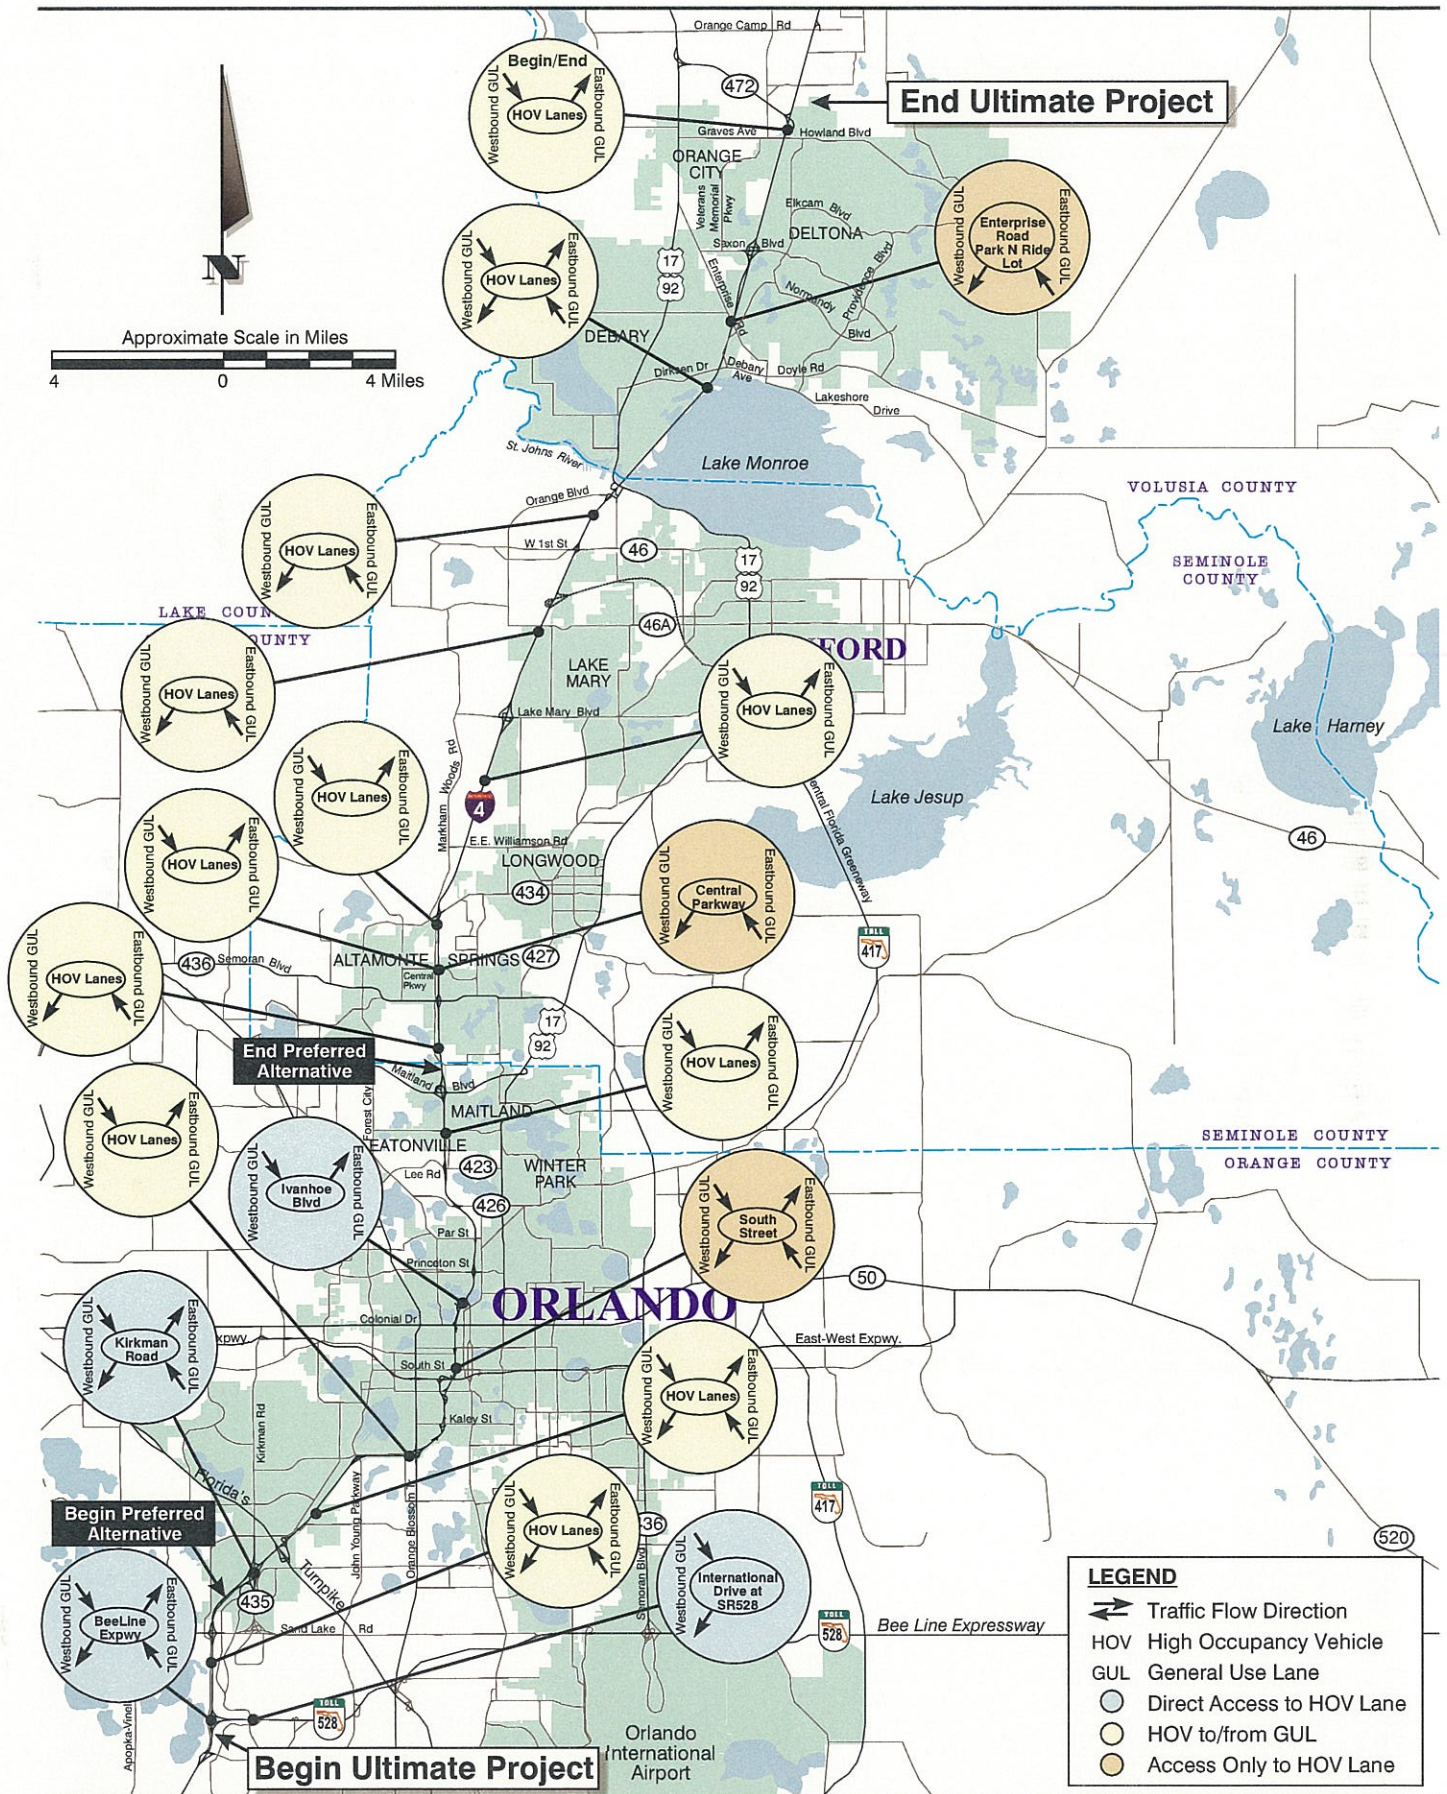 Orange Camp Rd
472
End Ultimate Project
Begin/End
Westbound GUL
HOV Lanes
Eastbound GUL
Graves Ave
Howland Blvd
ORANGE
CITY
Veterans
Memorial
Pkwy
Elkcam Blvd
DELTONA
Saxon Blvd
Westbound GUL
Enterprise
Road
Park N Ride
Lot
Eastbound GUL
N
17
92
Enterprise Rd
Normandy
Blvd
Providence Blvd
Westbound GUL
HOV Lanes
Eastbound GUL
Approximate Scale in Miles
4 0 4 Miles
DEBARY
Dirksen Dr
Debary
Ave
Doyle Rd
Lakeshore
Drive
St. Johns River
Lake Monroe
VOLUSIA COUNTY
SEMINOLE
COUNTY
Orange Blvd
W 1st St
46
17
92
Westbound GUL
HOV Lanes
Eastbound GUL
LAKE COUN
OUNTY
46A
FORD
LAKE
MARY
Westbound GUL
HOV Lanes
Eastbound GUL
Lake Mary Blvd
Westbound GUL
HOV Lanes
Eastbound GUL
Lake Harney
Lake Jesup
Markham Woods Rd
4
Westbound GUL
HOV Lanes
Eastbound GUL
entral Florida Greeneway
46
E.E. Williamson Rd
LONGWOOD
434
Westbound GUL
HOV Lanes
Eastbound GUL
Westbound GUL
Central
Parkway
Eastbound GUL
TOLL
417
436
Semoran Blvd
ALTAMONTE SPRINGS
427
Central
Pkwy
Westbound GUL
HOV Lanes
Eastbound GUL
17
92
End Preferred
Alternative
Maitland Blvd
Westbound GUL
HOV Lanes
Eastbound GUL
MAITLAND
Forest City
EATONVILLE
Westbound GUL
HOV Lanes
Eastbound GUL
SEMINOLE COUNTY
ORANGE COUNTY
Lee Rd
423
WINTER
PARK
426
Westbound GUL
Ivanhoe
Blvd
Eastbound GUL
Westbound GUL
South
Street
Eastbound GUL
Par St
Princeton St
50
ORLANDO
Colonial Dr
xpwy
East-West Expwy.
Westbound GUL
Kirkman
Road
Eastbound GUL
South St
Westbound GUL
HOV Lanes
Eastbound GUL
Kirkman Rd
Kaley St
Florida's
Turnpike
John Young Parkway
Orange Blossom
TOLL
417
Begin Preferred
Alternative
Westbound GUL
HOV Lanes
Eastbound GUL
36
Semoran Blvd
Westbound GUL
International
Drive at
SR528
520
435
Westbound GUL
BeeLine
Expwy
Eastbound GUL
Sand Lake Rd
TOLL
528
Bee Line Expressway
TOLL
528
Apopka-Vinel
Begin Ultimate Project
Orlando
International
Airport
LEGEND
Traffic Flow Direction
HOV High Occupancy Vehicle
GUL General Use Lane
Direct Access to HOV Lane
HOV to/from GUL
Access Only to HOV Lane